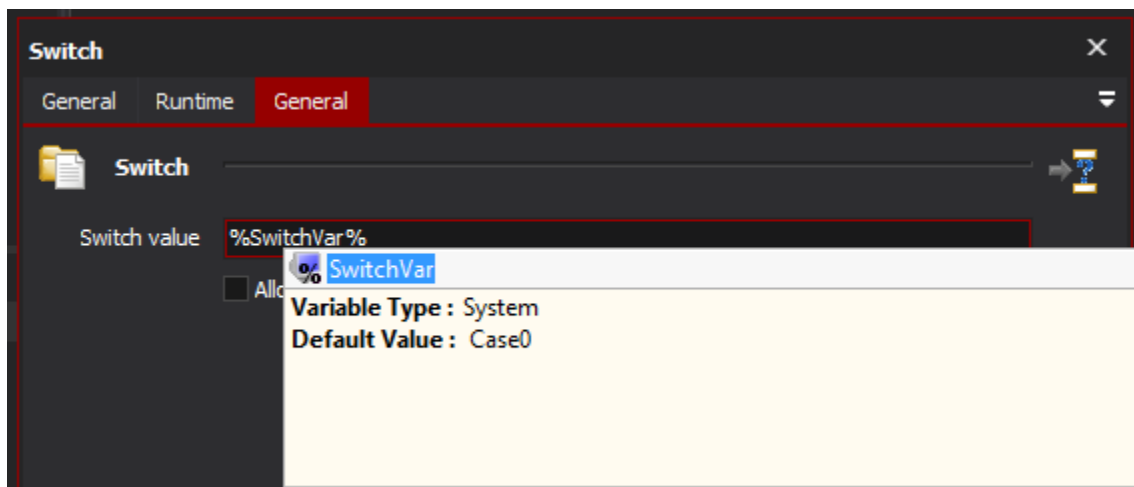 Switch
General Runtime General
Switch
Switch value %SwitchVar%
SwitchVar
Variable Type : System
Default Value : Case0